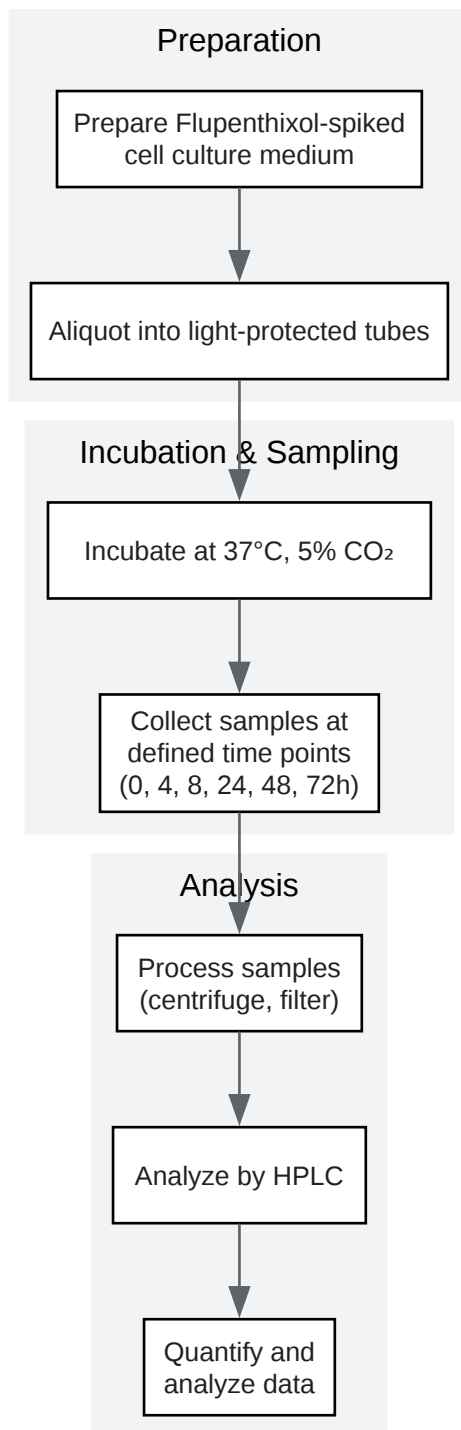 Preparation
Prepare Flupenthixol-spiked
cell culture medium
Aliquot into light-protected tubes
Incubation & Sampling
Incubate at 37°C, 5% CO₂
Collect samples at
defined time points
(0, 4, 8, 24, 48, 72h)
Analysis
Process samples
(centrifuge, filter)
Analyze by HPLC
Quantify and
analyze data